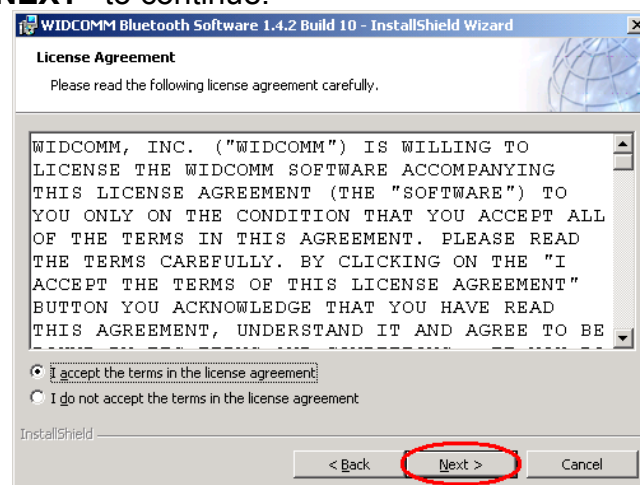 NEXT" to continue.
WIDCOMM Bluetooth Software 1.4.2 Build 10 - InstallShield Wizard
License Agreement
Please read the following license agreement carefully.
WIDCOMM, INC. ("WIDCOMM") IS WILLING TO
LICENSE THE WIDCOMM SOFTWARE ACCOMPANYING
THIS LICENSE AGREEMENT (THE "SOFTWARE") TO
YOU ONLY ON THE CONDITION THAT YOU ACCEPT ALL
OF THE TERMS IN THIS AGREEMENT. PLEASE READ
THE TERMS CAREFULLY. BY CLICKING ON THE "I
ACCEPT THE TERMS OF THIS LICENSE AGREEMENT"
BUTTON YOU ACKNOWLEDGE THAT YOU HAVE READ
THIS AGREEMENT, UNDERSTAND IT AND AGREE TO BE
I accept the terms in the license agreement
I do not accept the terms in the license agreement
InstallShield
< Back Next > Cancel